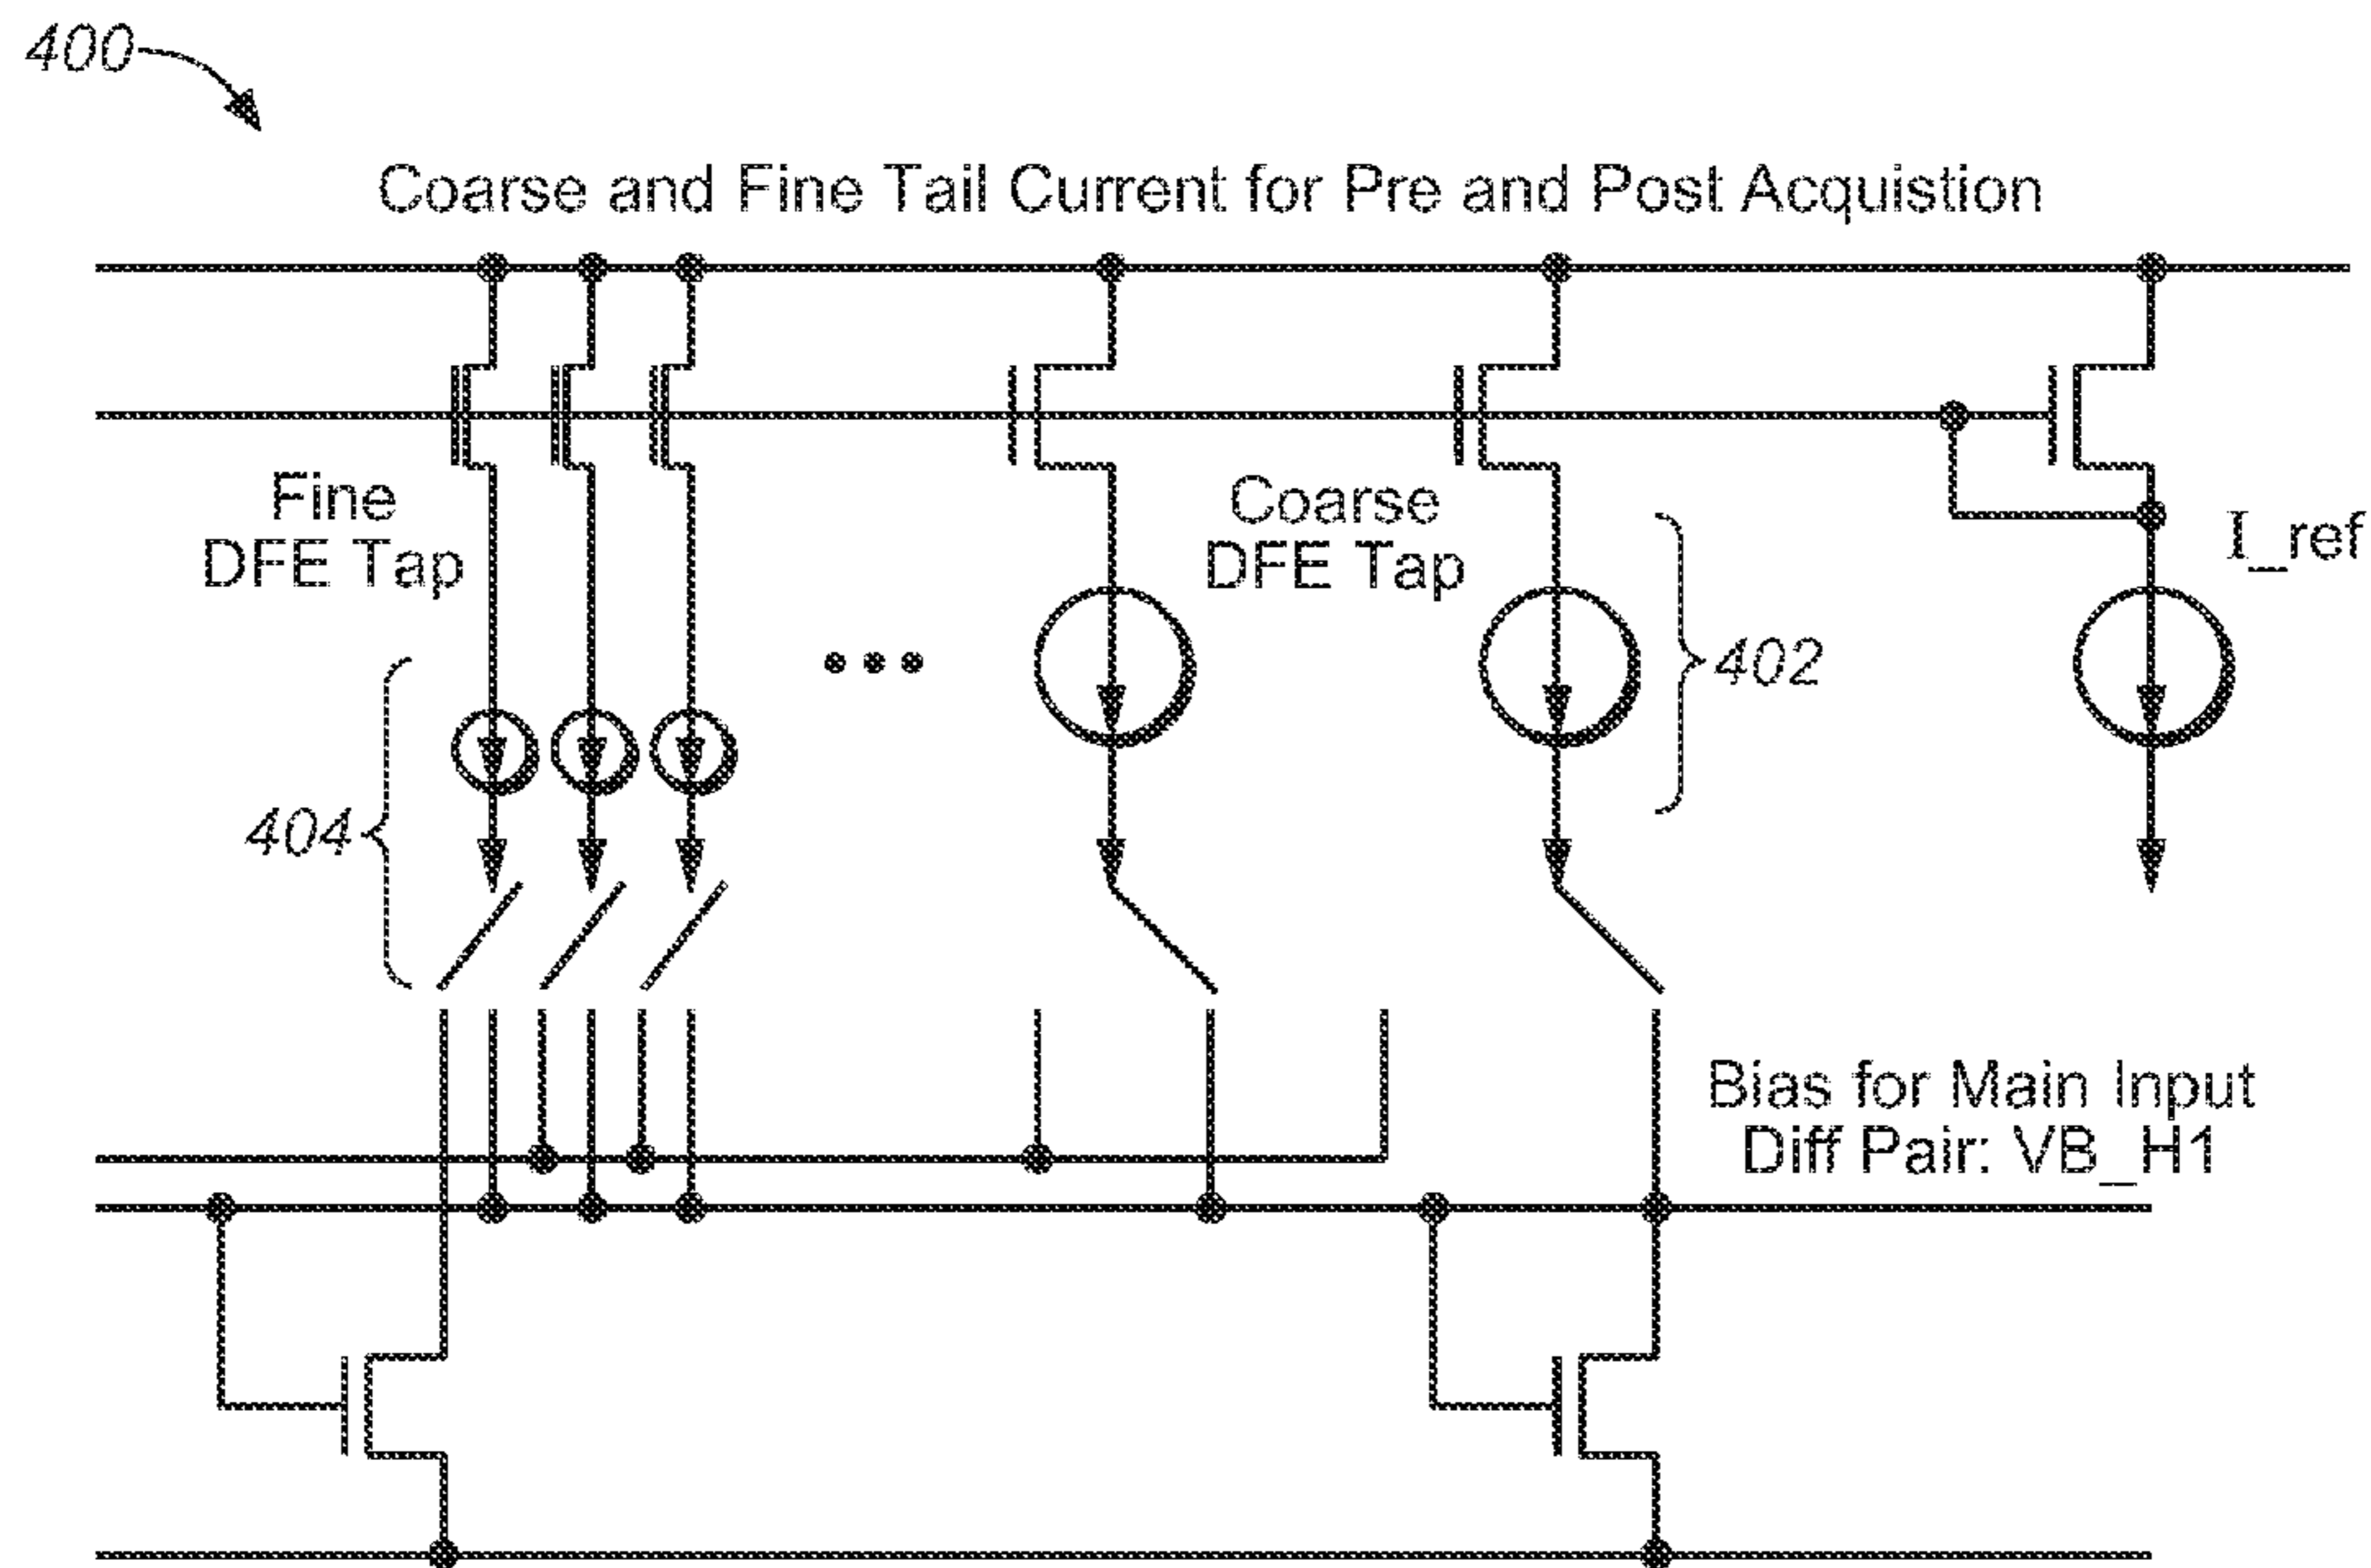 400
Coarse and Fine Tail Current for Pre and Post Acquistion
Fine
DFE Tap
Coarse
DFE Tap
I_ref
402
404
Bias for Main Input
Diff Pair: VB_H1